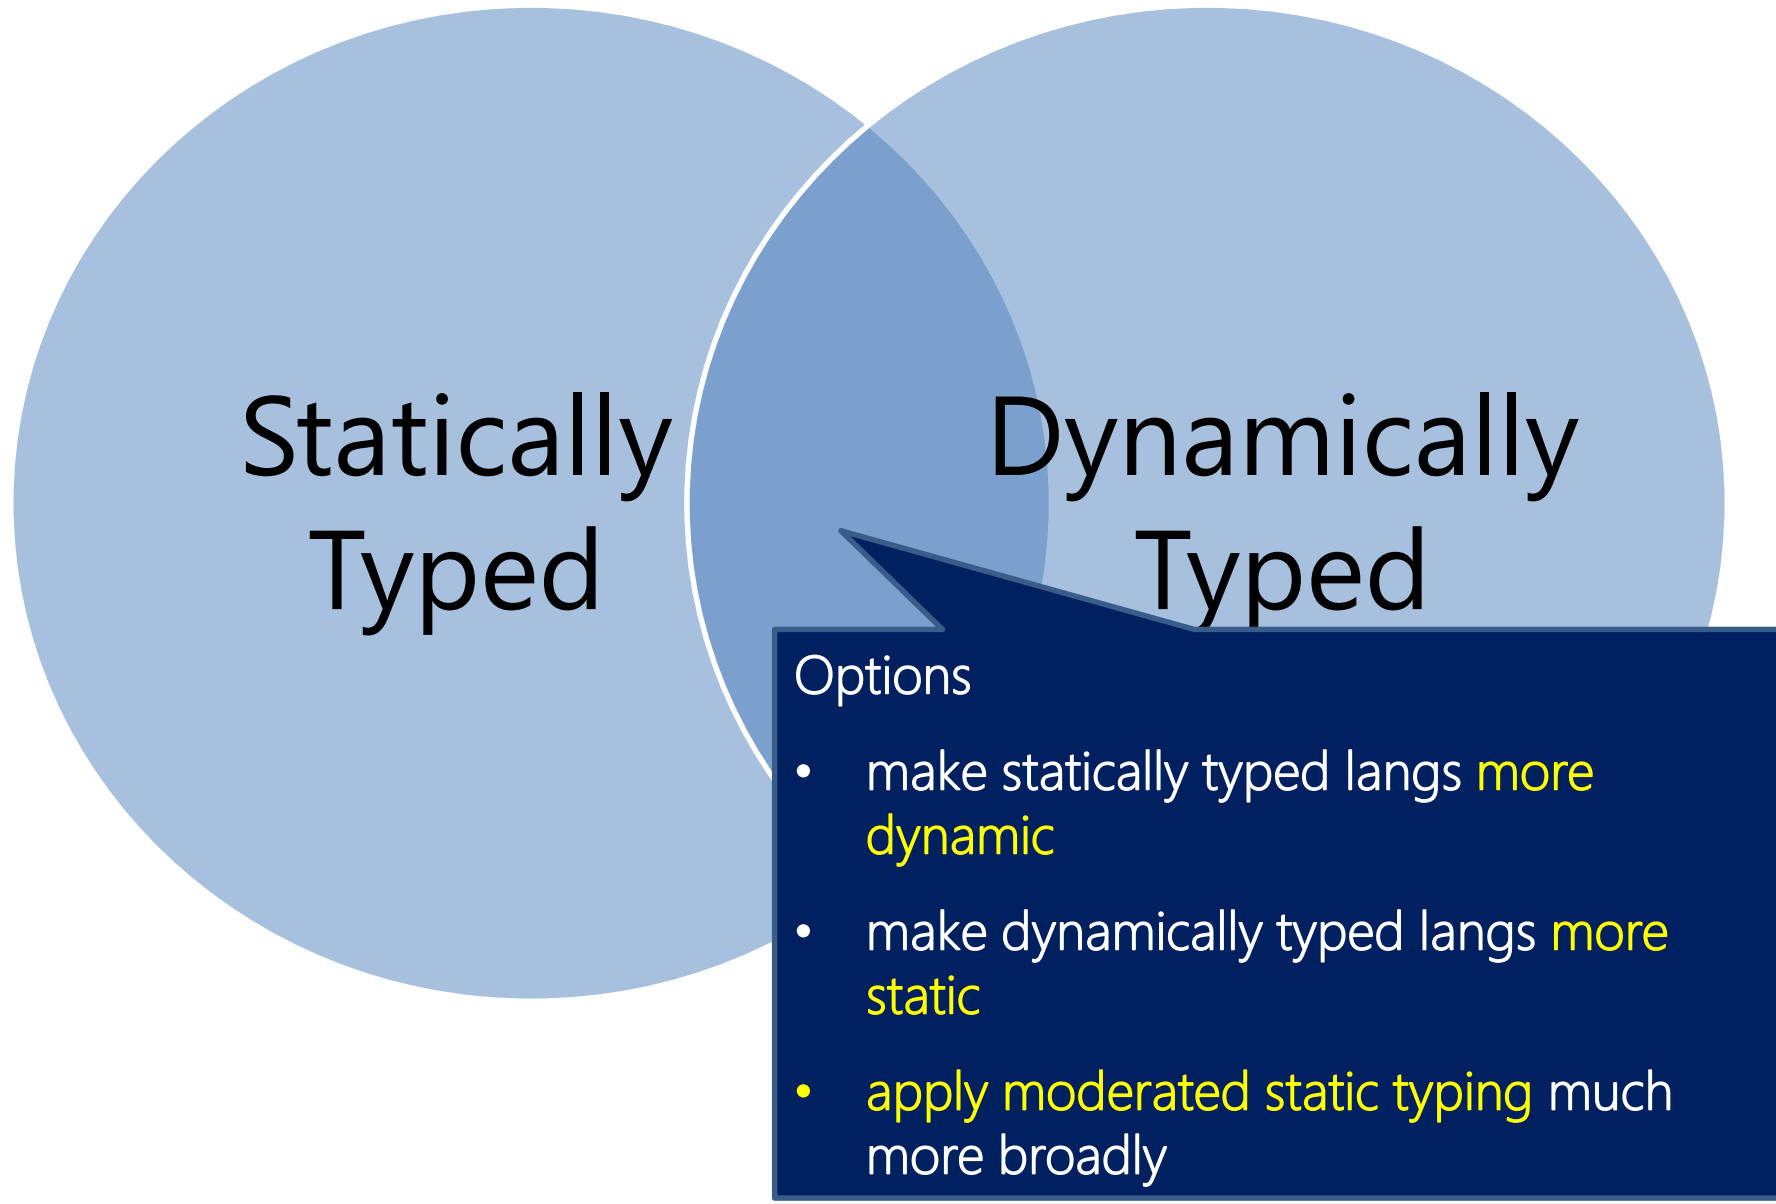 Statically
Typed
Dynamically
Typed
Options
• make statically typed langs more
dynamic
• make dynamically typed langs more
static
• apply moderated static typing much
more broadly